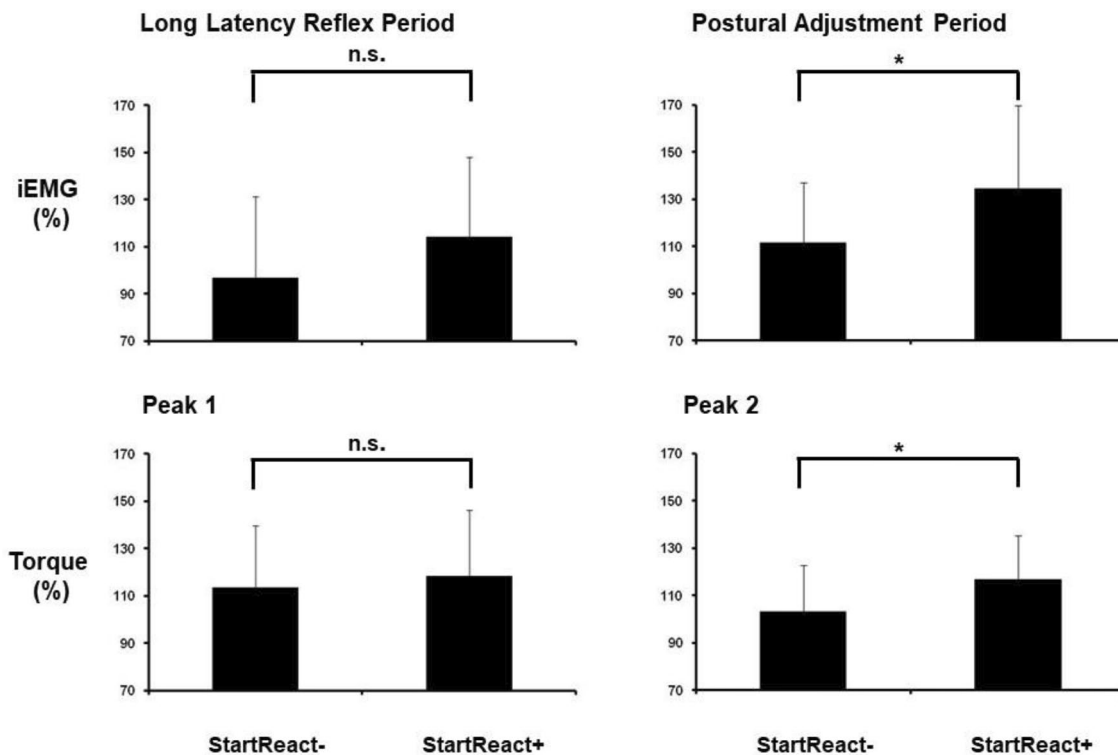 Long Latency Reflex Period
Postural Adjustment Period
n.s.
*
170
150
130
110
90
70
170
150
130
110
90
70
iEMG
(%)
Peak 1
Peak 2
n.s.
*
170
150
130
110
90
70
170
150
130
110
90
70
Torque
(%)
StartReact-
StartReact+
StartReact-
StartReact+